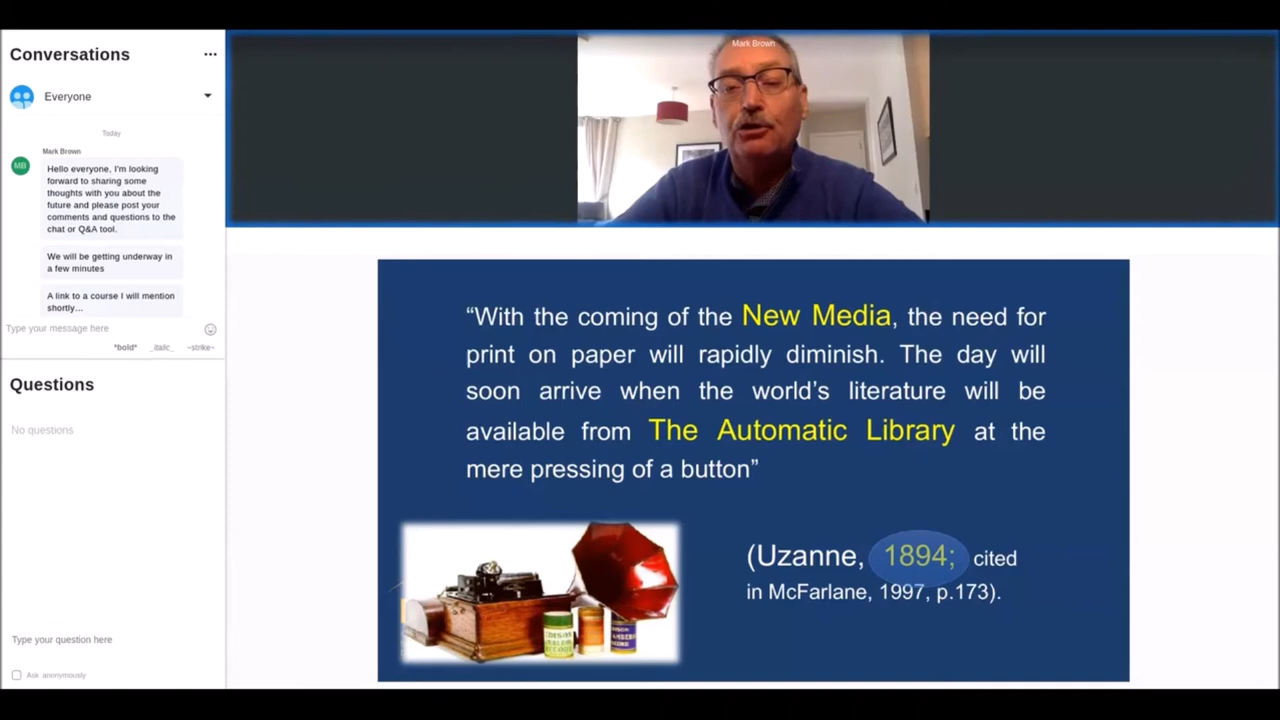 Conversations
Everyone
Today
Mark Brown
MB
Hello everyone, I'm looking
forward to sharing some
thoughts with you about the
future and please post your
comments and questions to the
chat or Q&A tool.
We will be getting underway in
a few minutes
A link to a course I will mention
shortly…
Type your message here
*bold* _italic_ ~strike~
Questions
No questions
Type your question here
Ask anonymously
Mark Brown
“With the coming of the New Media, the need for
print on paper will rapidly diminish. The day will
soon arrive when the world’s literature will be
available from The Automatic Library at the
mere pressing of a button”
(Uzanne, 1894; cited
in McFarlane, 1997, p.173).
EDISON
RECORD